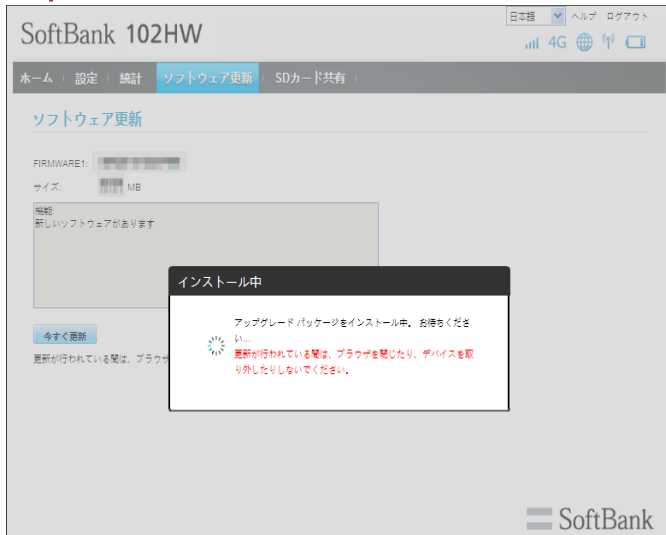 日本語 ヘルプ ログアウト
SoftBank 102HW
4G
ホーム 設定 統計 ソフトウェア更新 SDカード共有
ソフトウェア更新
FIRMWARE1:
サイズ: MB
機能:
新しいソフトウェアがあります
インストール中
アップグレード パッケージをインストール中。 お待ちくださ
い...
更新が行われている間は、ブラウザを閉じたり、デバイスを取
り外したりしないでください。
今すぐ更新
更新が行われている間は、ブラウザ
SoftBank